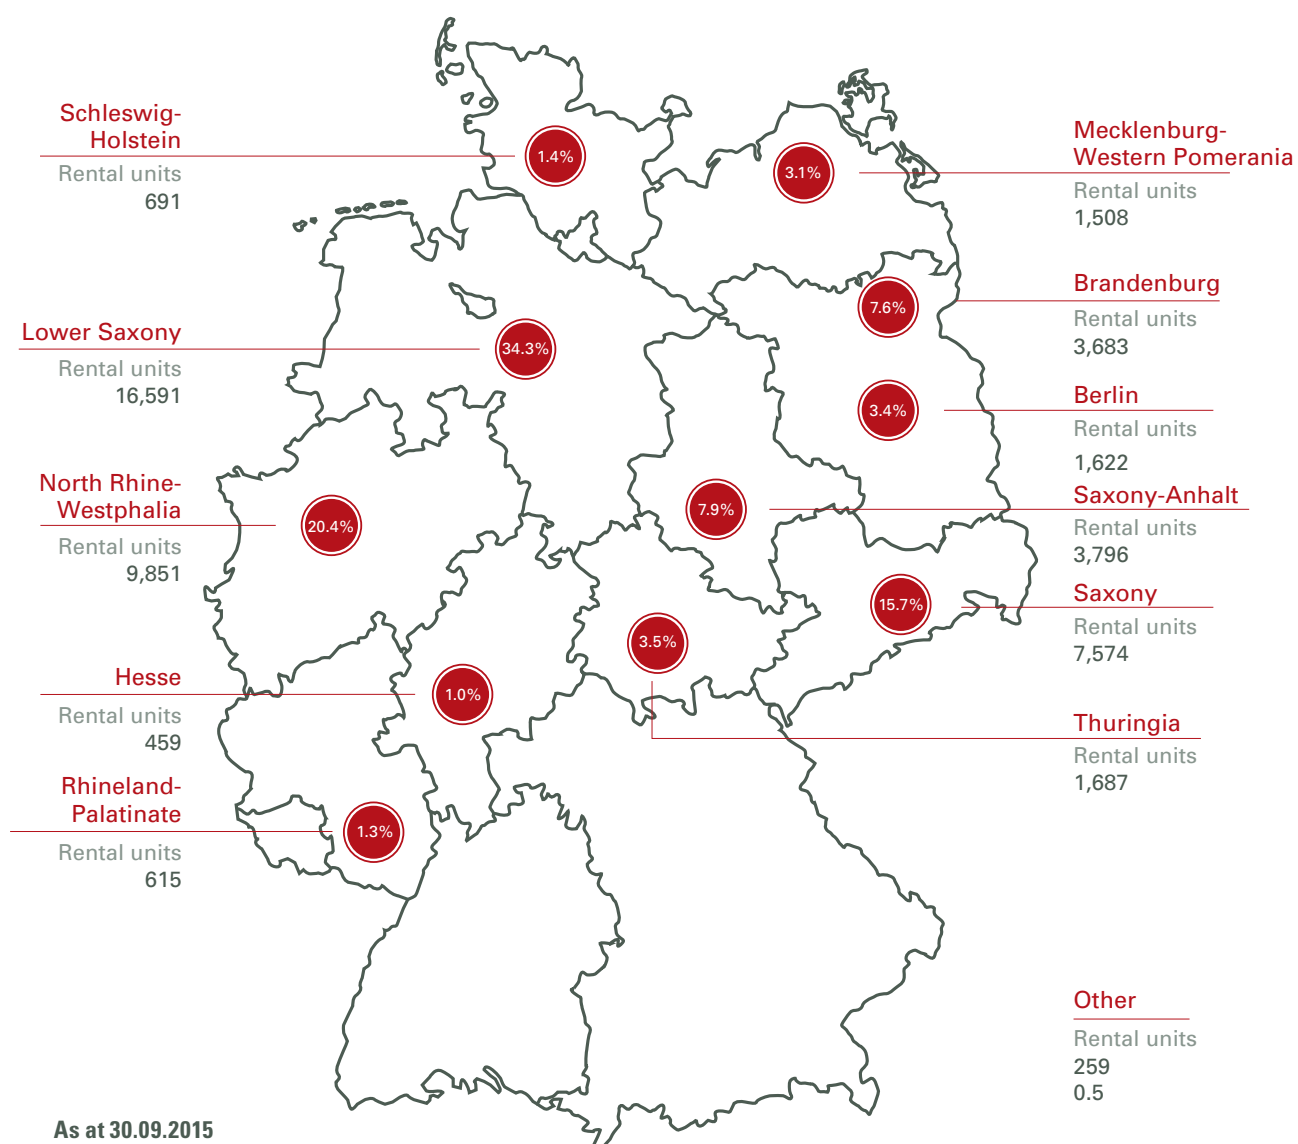 Schleswig-
Holstein
Rental units
691
1.4%
Lower Saxony
Rental units
16,591
34.3%
North Rhine-
Westphalia
Rental units
9,851
20.4%
Hesse
Rental units
459
1.0%
Rhineland-
Palatinate
Rental units
615
1.3%
Mecklenburg-
Western Pomerania
Rental units
1,508
3.1%
Brandenburg
Rental units
3,683
7.6%
Berlin
Rental units
1,622
3.4%
Saxony-Anhalt
Rental units
3,796
7.9%
Saxony
Rental units
7,574
15.7%
Thuringia
Rental units
1,687
3.5%
Other
Rental units
259
0.5
As at 30.09.2015